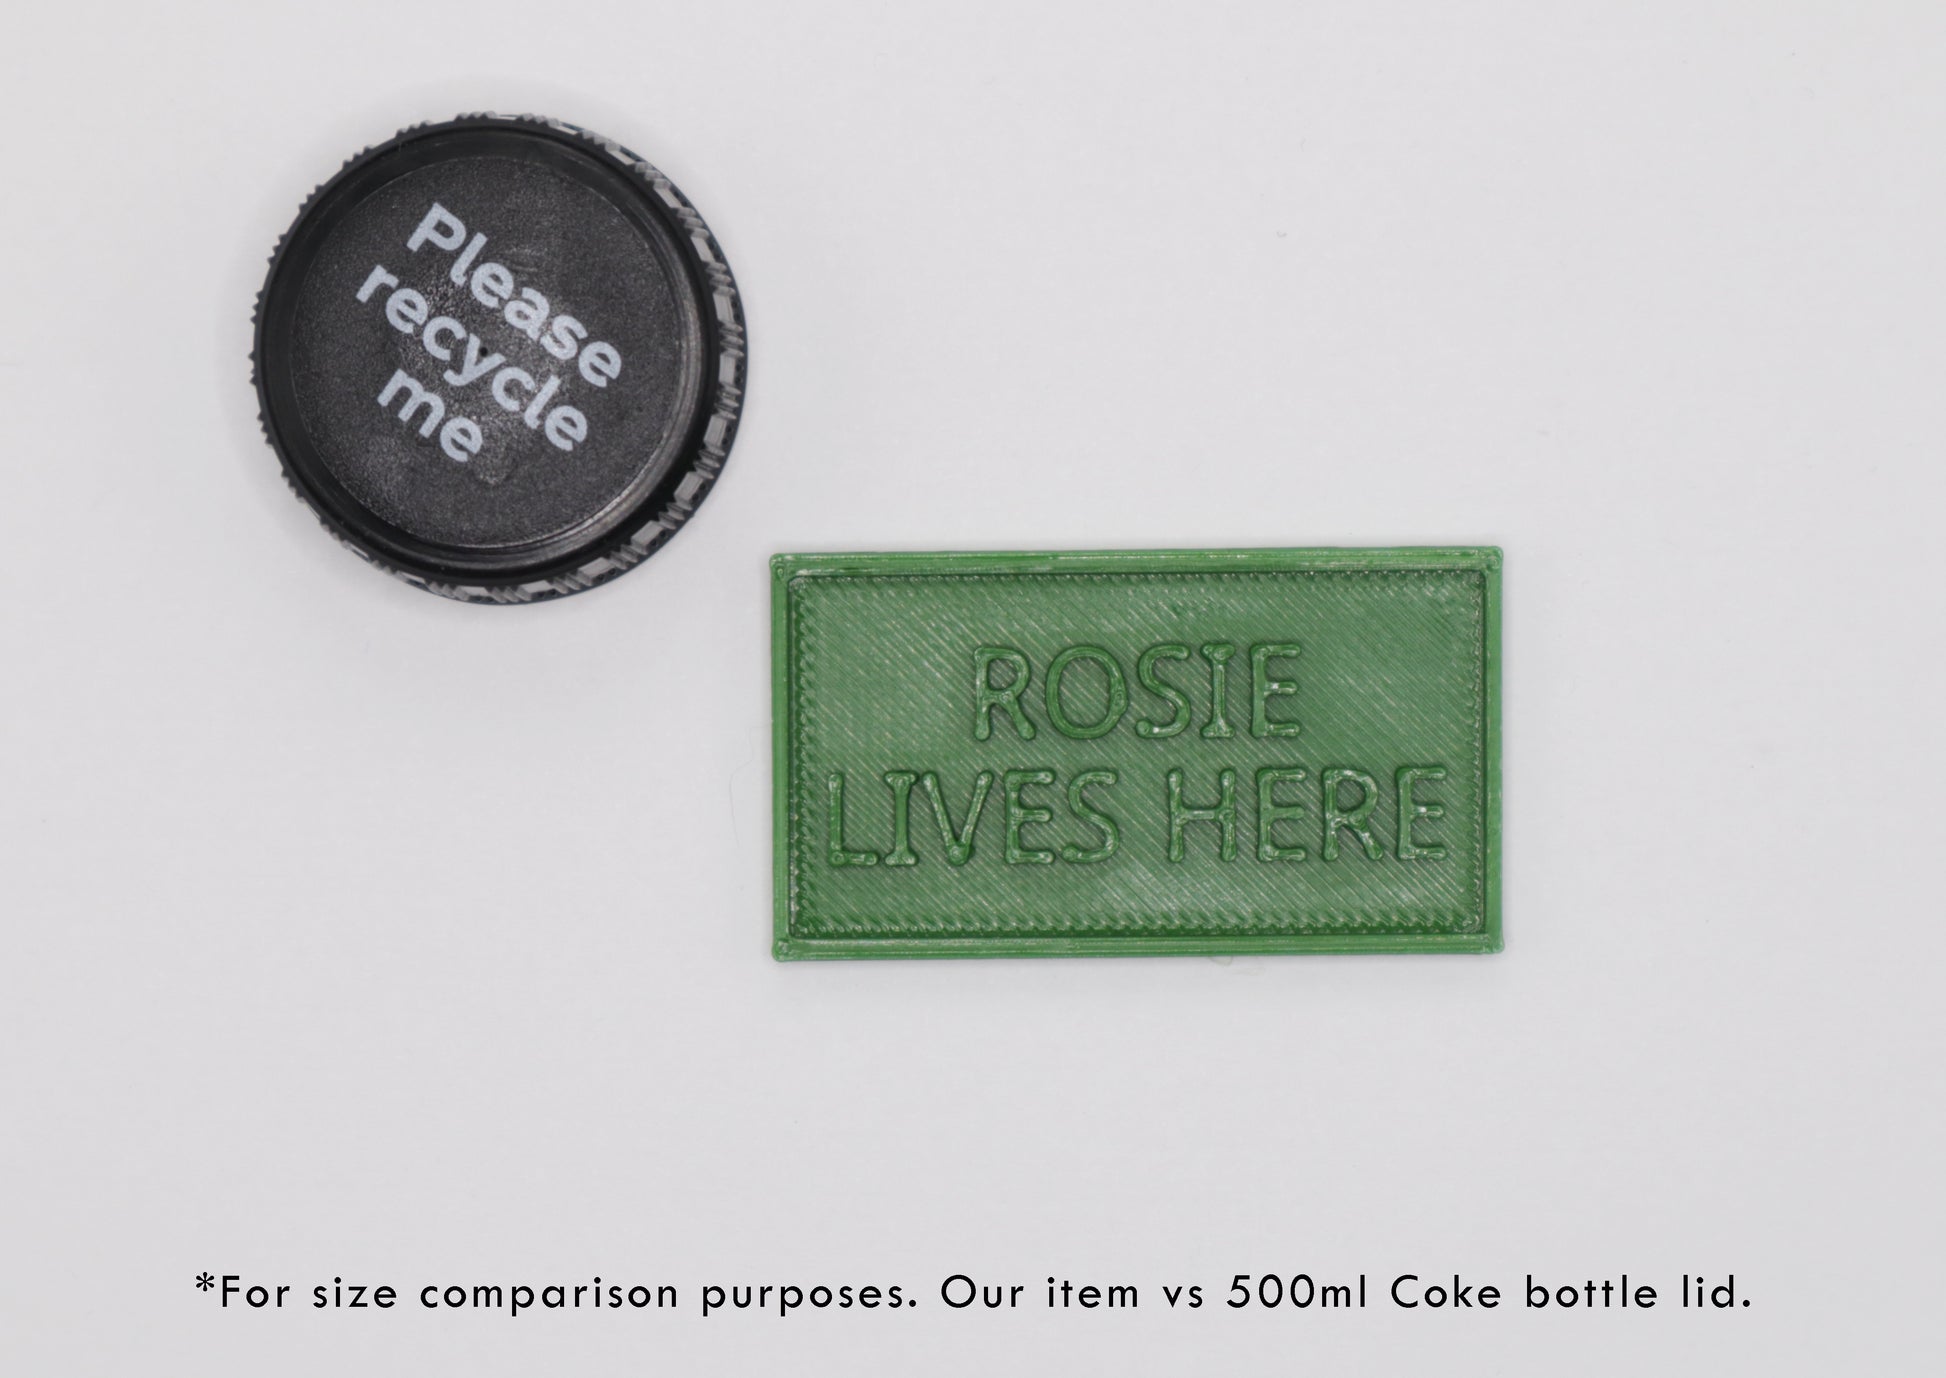 Please
recycle
me
ROSIE
LIVES HERE
*For size comparison purposes. Our item vs 500ml Coke bottle lid.